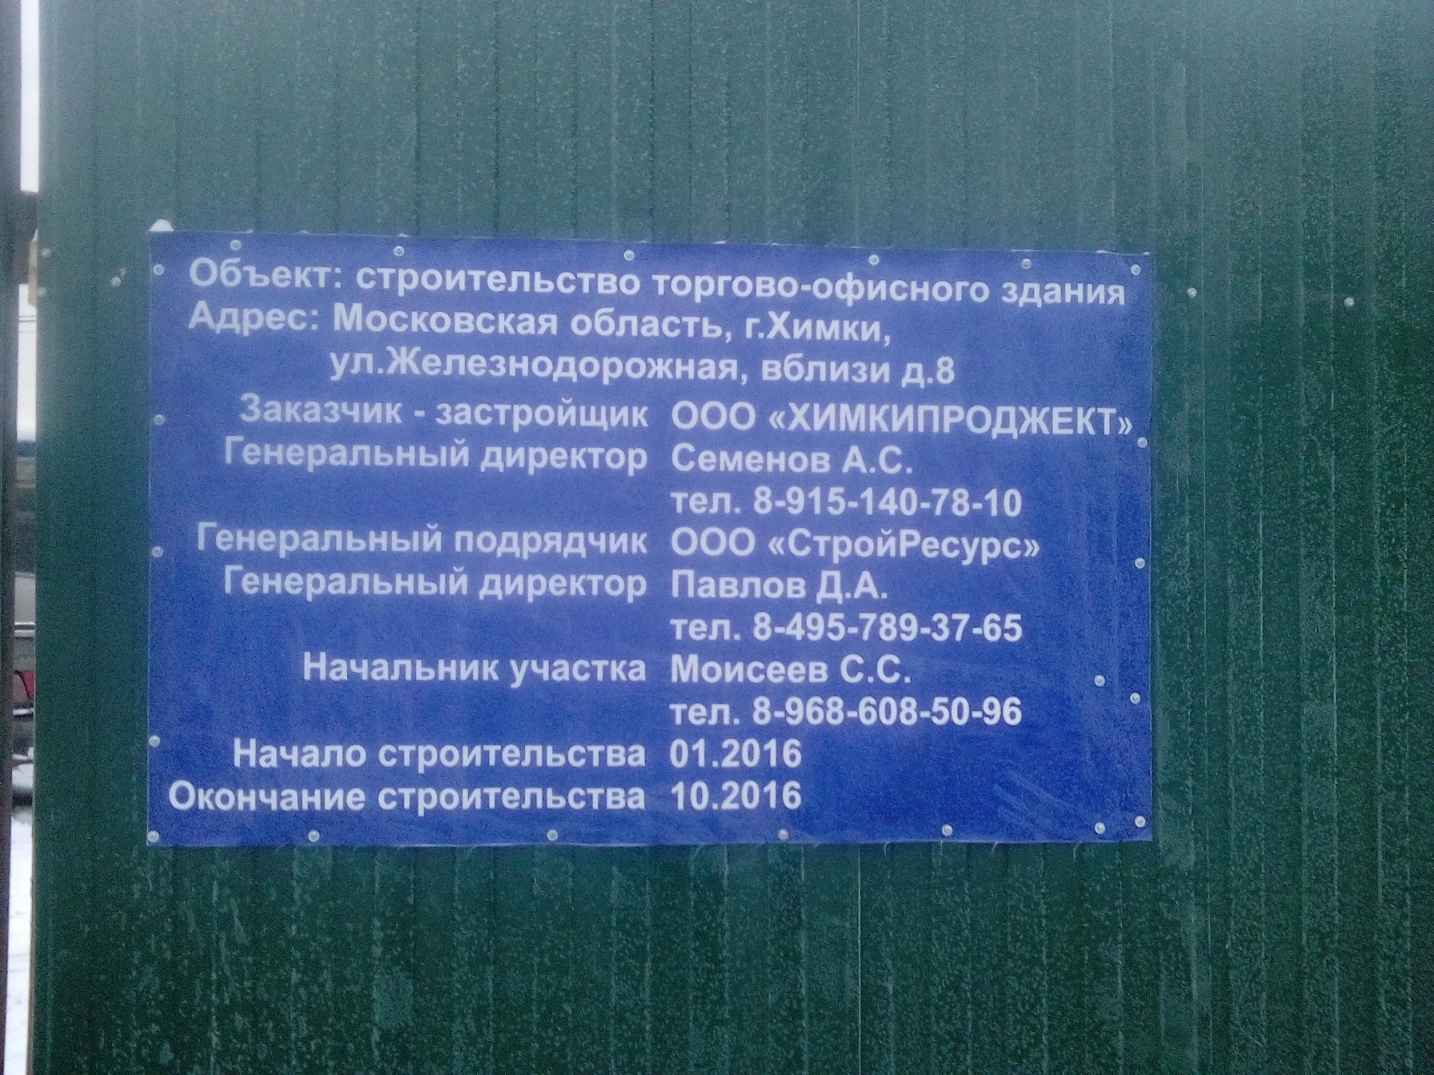 Объект: строительство торгово-офисного здания
Адрес: Московская область, г.Химки,
ул.Железнодорожная, вблизи д.8
Заказчик - застройщик ООО «ХИМКИПРОДЖЕКТ»
Генеральный директор Семенов А.С.
тел. 8-915-140-78-10
Генеральный подрядчик ООО «СтройРесурс»
Генеральный директор Павлов Д.А.
тел. 8-495-789-37-65
Начальник участка Моисеев С.С.
тел. 8-968-608-50-96
Начало строительства 01.2016
Окончание строительства 10.2016